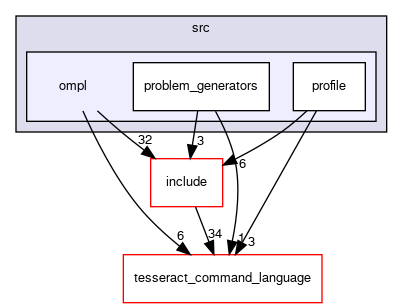 src
ompl
problem_generators
profile
32
3
6
include
34
6
1
3
tesseract_command_language